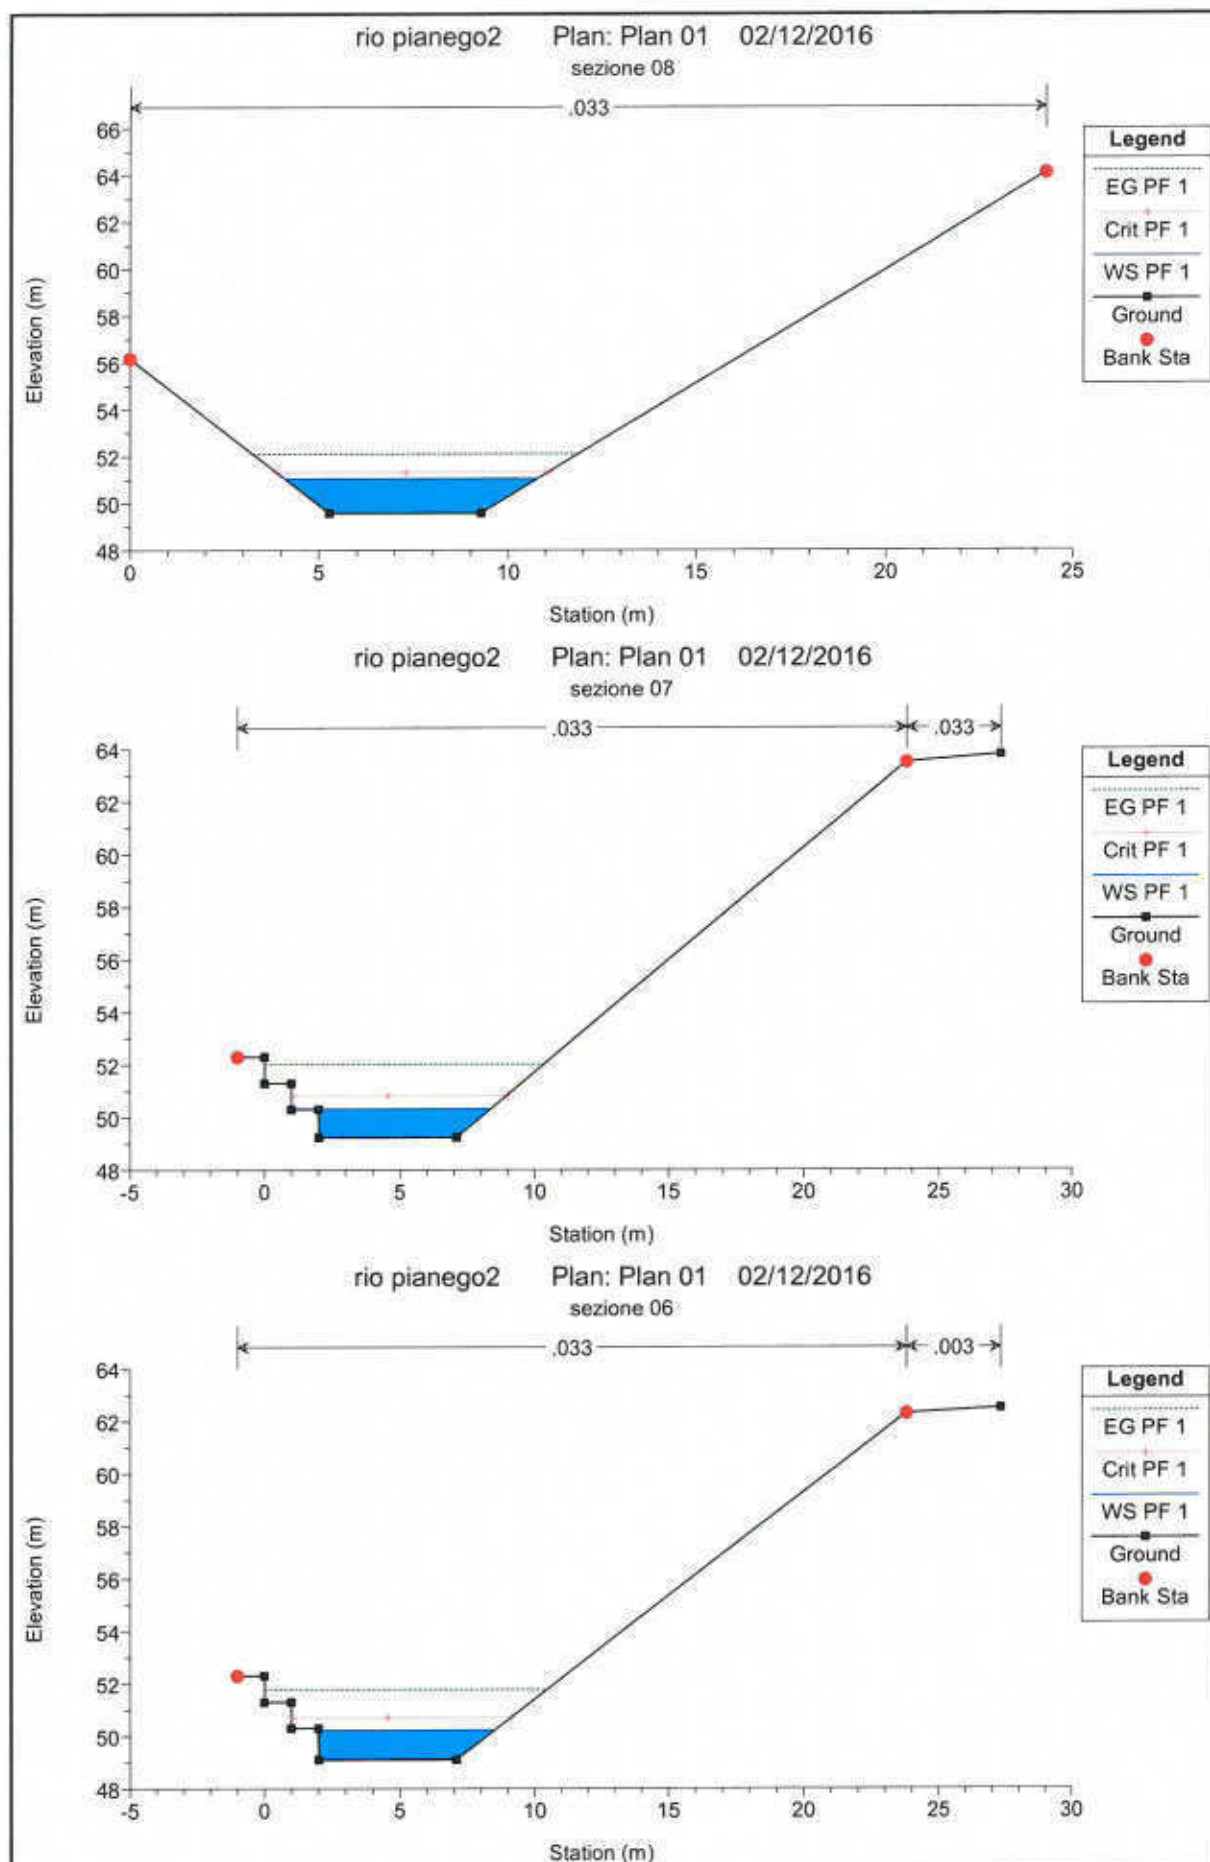 rio pianego2 Plan: Plan 01 02/12/2016
sezione 08
.033
Elevation (m)
66
64
62
60
58
56
54
52
50
48
0 5 10 15 20 25
Station (m)
Legend
EG PF 1
Crit PF 1
WS PF 1
Ground
Bank Sta
rio pianego2 Plan: Plan 01 02/12/2016
sezione 07
.033 .033
Elevation (m)
64
62
60
58
56
54
52
50
48
-5 0 5 10 15 20 25 30
Station (m)
Legend
EG PF 1
Crit PF 1
WS PF 1
Ground
Bank Sta
rio pianego2 Plan: Plan 01 02/12/2016
sezione 06
.033 .003
Elevation (m)
64
62
60
58
56
54
52
50
48
-5 0 5 10 15 20 25 30
Station (m)
Legend
EG PF 1
Crit PF 1
WS PF 1
Ground
Bank Sta